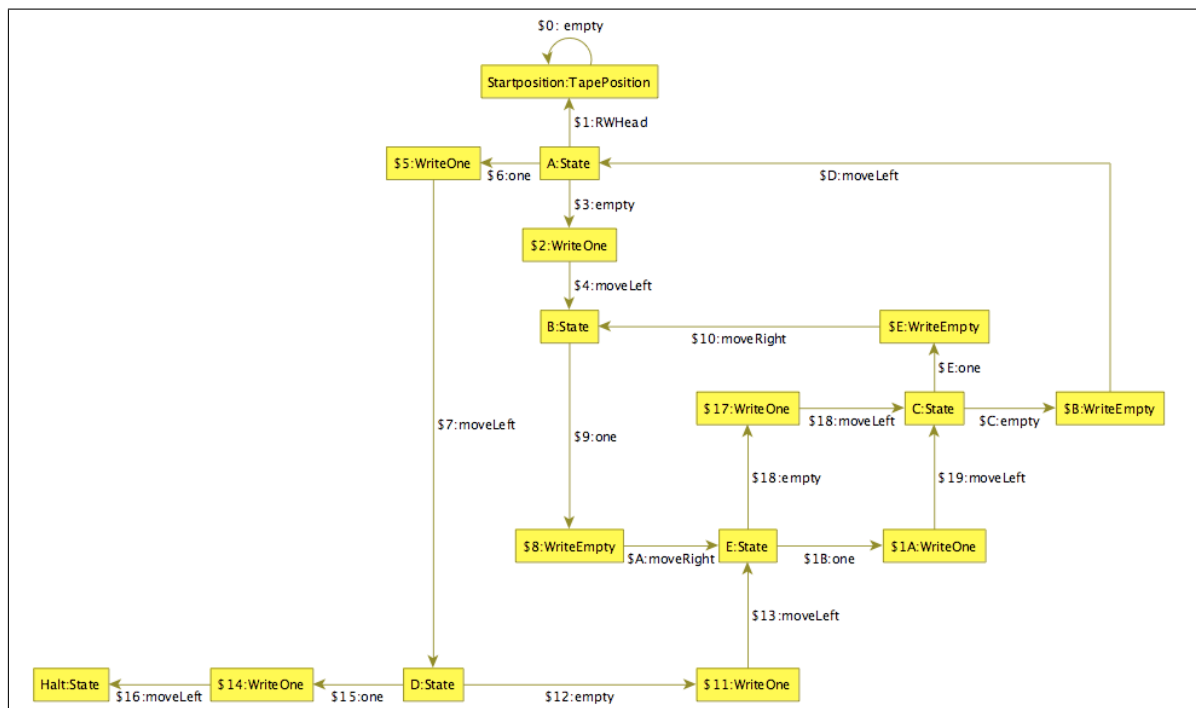 $0: empty
Startposition:TapePosition
$1:RWHead
$5:WriteOne
$6:one
A:State
$D:moveLeft
$3:empty
$2:WriteOne
$4:moveLeft
B:State
$10:moveRight
$E:WriteEmpty
$E:one
$17:WriteOne
$18:moveLeft
C:State
$C:empty
$B:WriteEmpty
$7:moveLeft
$9:one
$18:empty
$19:moveLeft
$8:WriteEmpty
$A:moveRight
E:State
$1B:one
$1A:WriteOne
$13:moveLeft
Halt:State
$16:moveLeft
$14:WriteOne
$15:one
D:State
$12:empty
$11:WriteOne